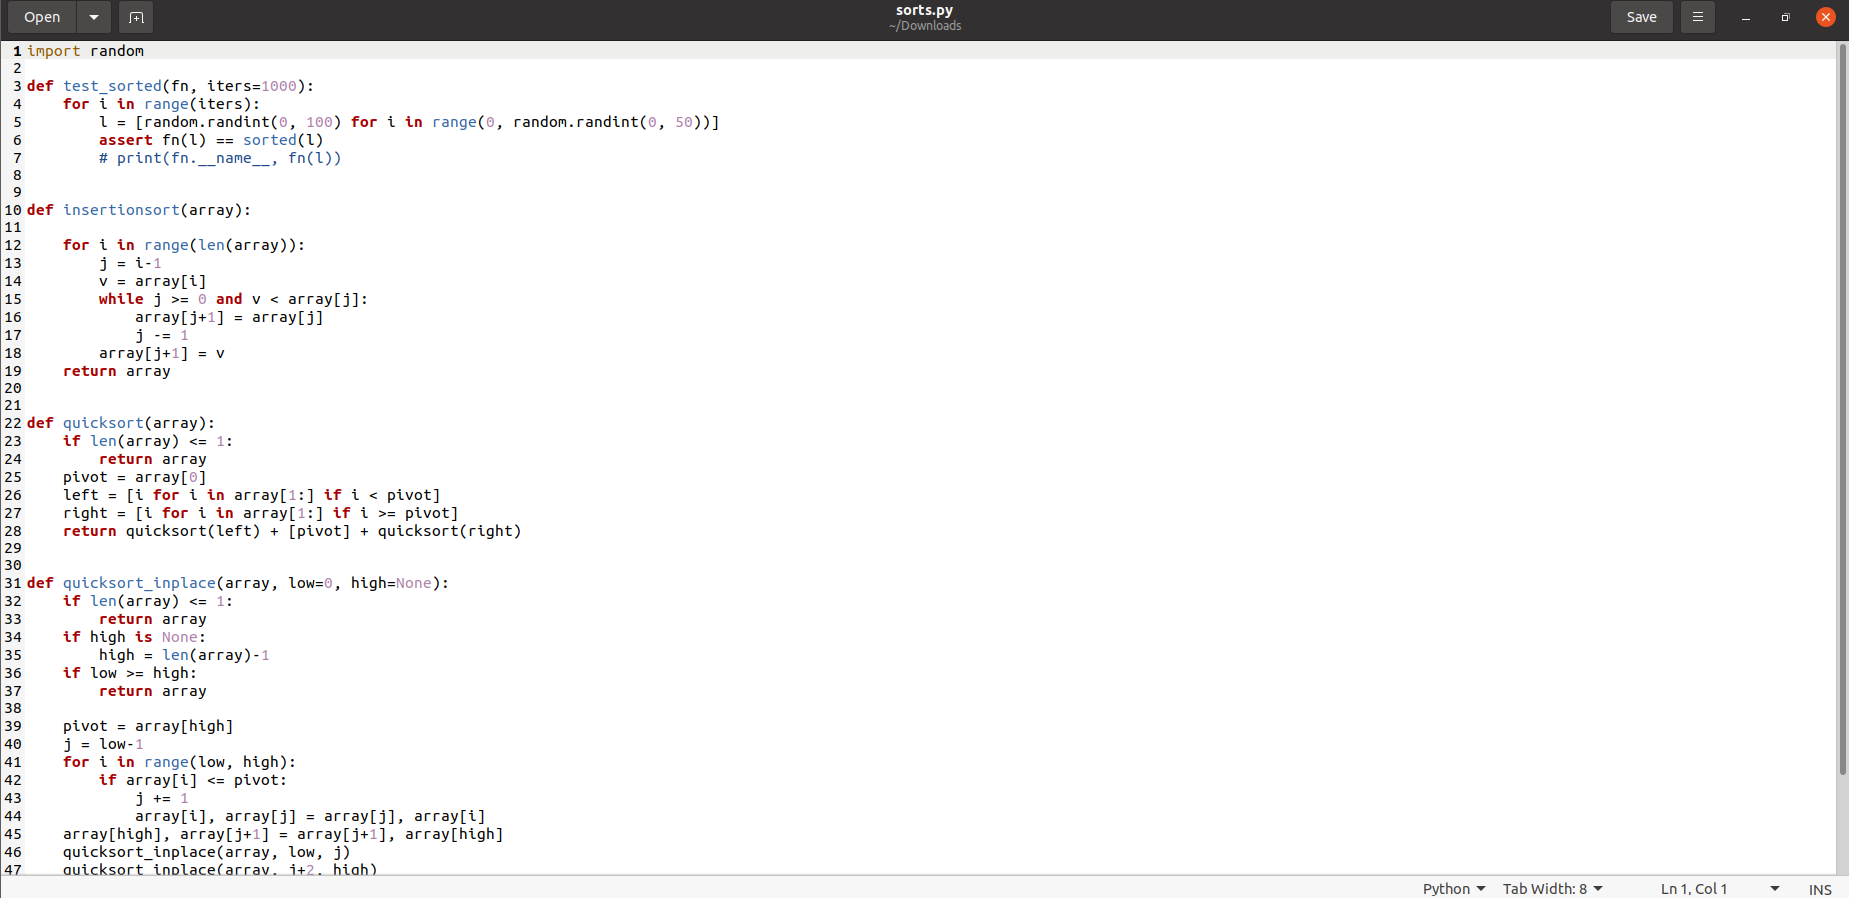 Open
sorts.py
~/Downloads
Save
1 import random
2
3 def test_sorted(fn, iters=1000):
4     for i in range(iters):
5         l = [random.randint(0, 100) for i in range(0, random.randint(0, 50))]
6         assert fn(l) == sorted(l)
7         # print(fn.__name__, fn(l))
8
9
10 def insertionsort(array):
11
12     for i in range(len(array)):
13         j = i-1
14         v = array[i]
15         while j >= 0 and v < array[j]:
16             array[j+1] = array[j]
17             j -= 1
18         array[j+1] = v
19     return array
20
21
22 def quicksort(array):
23     if len(array) <= 1:
24         return array
25     pivot = array[0]
26     left = [i for i in array[1:] if i < pivot]
27     right = [i for i in array[1:] if i >= pivot]
28     return quicksort(left) + [pivot] + quicksort(right)
29
30
31 def quicksort_inplace(array, low=0, high=None):
32     if len(array) <= 1:
33         return array
34     if high is None:
35         high = len(array)-1
36     if low >= high:
37         return array
38
39     pivot = array[high]
40     j = low-1
41     for i in range(low, high):
42         if array[i] <= pivot:
43             j += 1
44             array[i], array[j] = array[j], array[i]
45     array[high], array[j+1] = array[j+1], array[high]
46     quicksort_inplace(array, low, j)
47     quicksort_inplace(array, j+2, high)
Python
Tab Width: 8
Ln 1, Col 1
INS